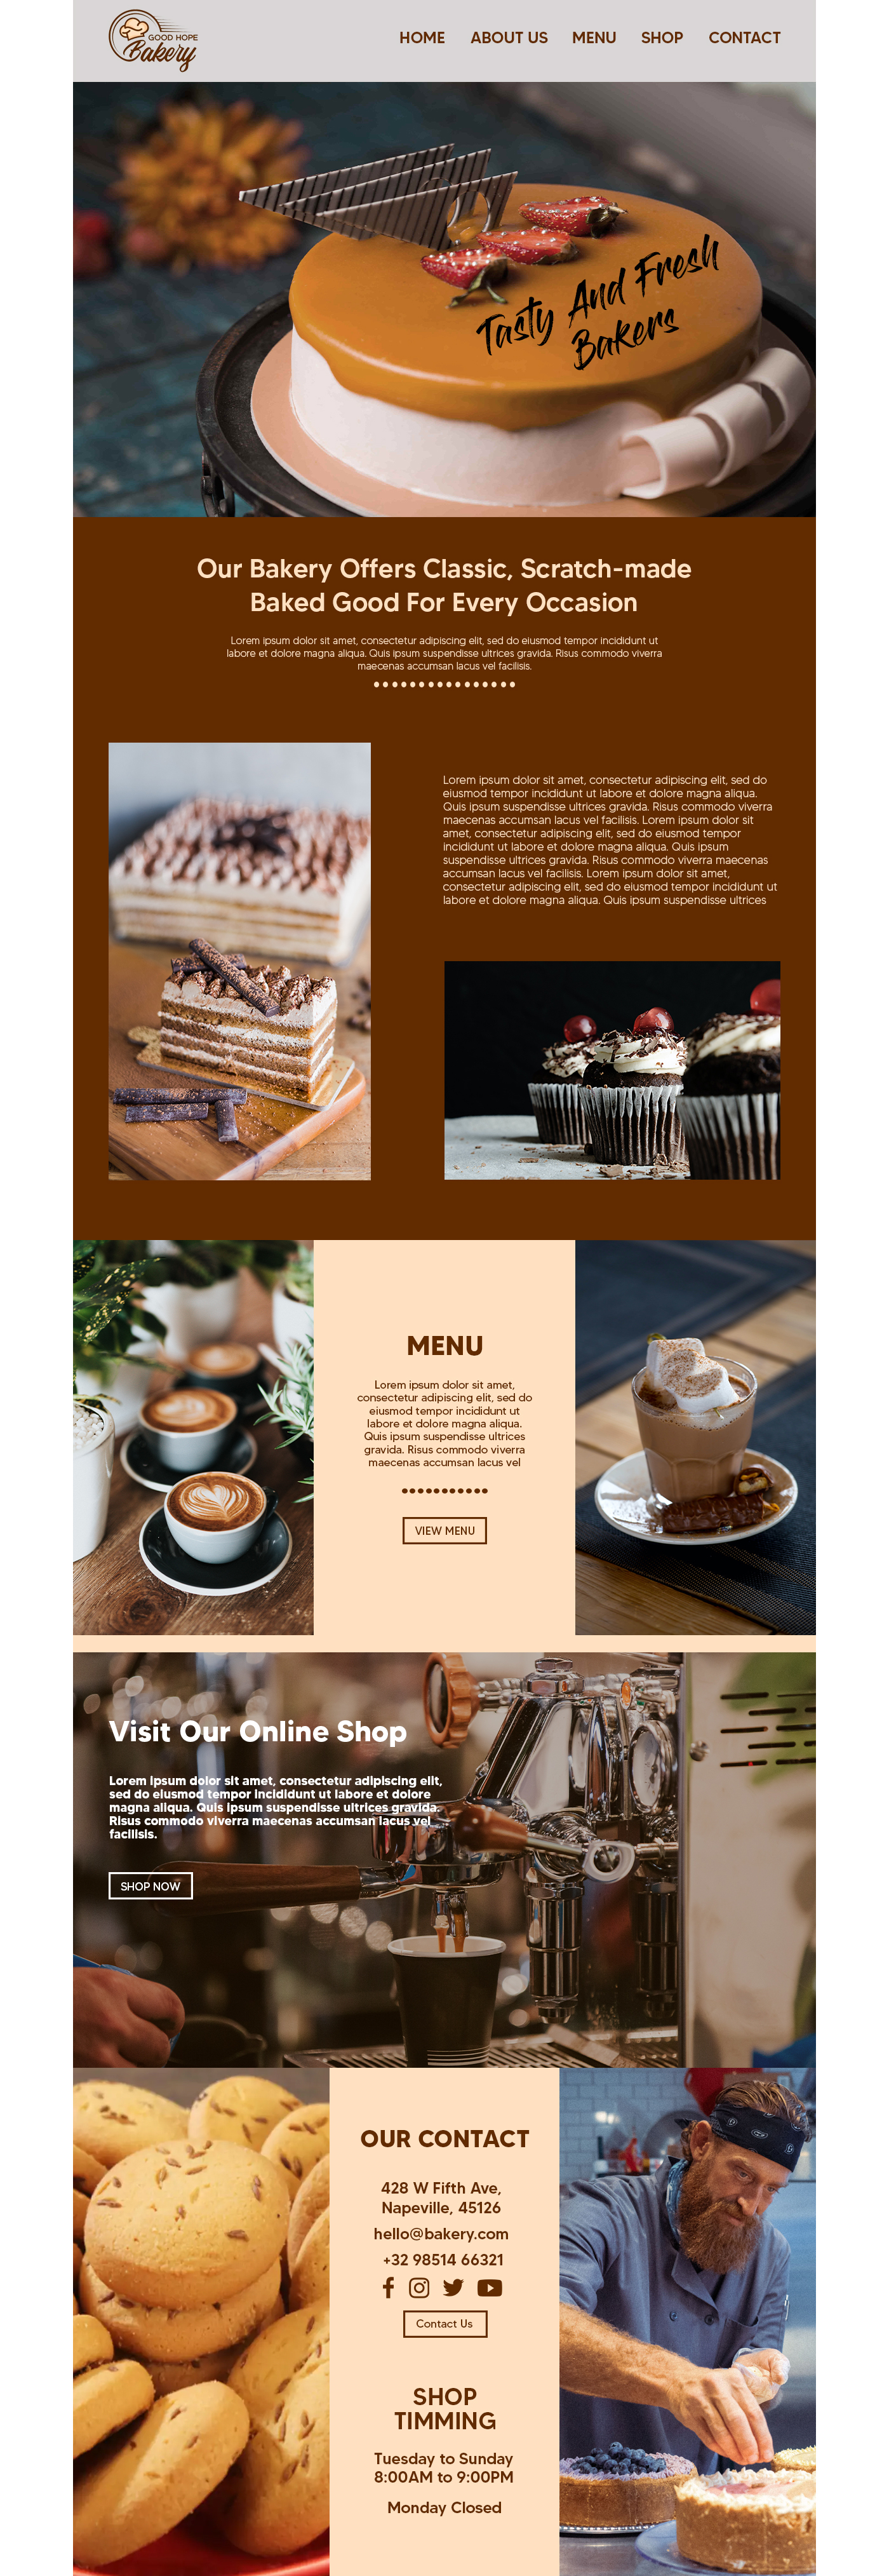 GOOD HOPE
Bakery
HOME ABOUT US MENU SHOP CONTACT
Tasty And Fresh
Bakers
Our Bakery Offers Classic, Scratch-made
Baked Good For Every Occasion
Lorem ipsum dolor sit amet, consectetur adipiscing elit, sed do eiusmod tempor incididunt ut
labore et dolore magna aliqua. Quis ipsum suspendisse ultrices gravida. Risus commodo viverra
maecenas accumsan lacus vel facilisis.
Lorem ipsum dolor sit amet, consectetur adipiscing elit, sed do
eiusmod tempor incididunt ut labore et dolore magna aliqua.
Quis ipsum suspendisse ultrices gravida. Risus commodo viverra
maecenas accumsan lacus vel facilisis. Lorem ipsum dolor sit
amet, consectetur adipiscing elit, sed do eiusmod tempor
incididunt ut labore et dolore magna aliqua. Quis ipsum
suspendisse ultrices gravida. Risus commodo viverra maecenas
accumsan lacus vel facilisis. Lorem ipsum dolor sit amet,
consectetur adipiscing elit, sed do eiusmod tempor incididunt ut
labore et dolore magna aliqua. Quis ipsum suspendisse ultrices
MENU
Lorem ipsum dolor sit amet,
consectetur adipiscing elit, sed do
eiusmod tempor incididunt ut
labore et dolore magna aliqua.
Quis ipsum suspendisse ultrices
gravida. Risus commodo viverra
maecenas accumsan lacus vel
VIEW MENU
Visit Our Online Shop
Lorem ipsum dolor sit amet, consectetur adipiscing elit,
sed do eiusmod tempor incididunt ut labore et dolore
magna aliqua. Quis ipsum suspendisse ultrices gravida.
Risus commodo viverra maecenas accumsan lacus vel
facilisis.
SHOP NOW
OUR CONTACT
428 W Fifth Ave,
Napeville, 45126
hello@bakery.com
+32 98514 66321
Contact Us
SHOP
TIMMING
Tuesday to Sunday
8:00AM to 9:00PM
Monday Closed